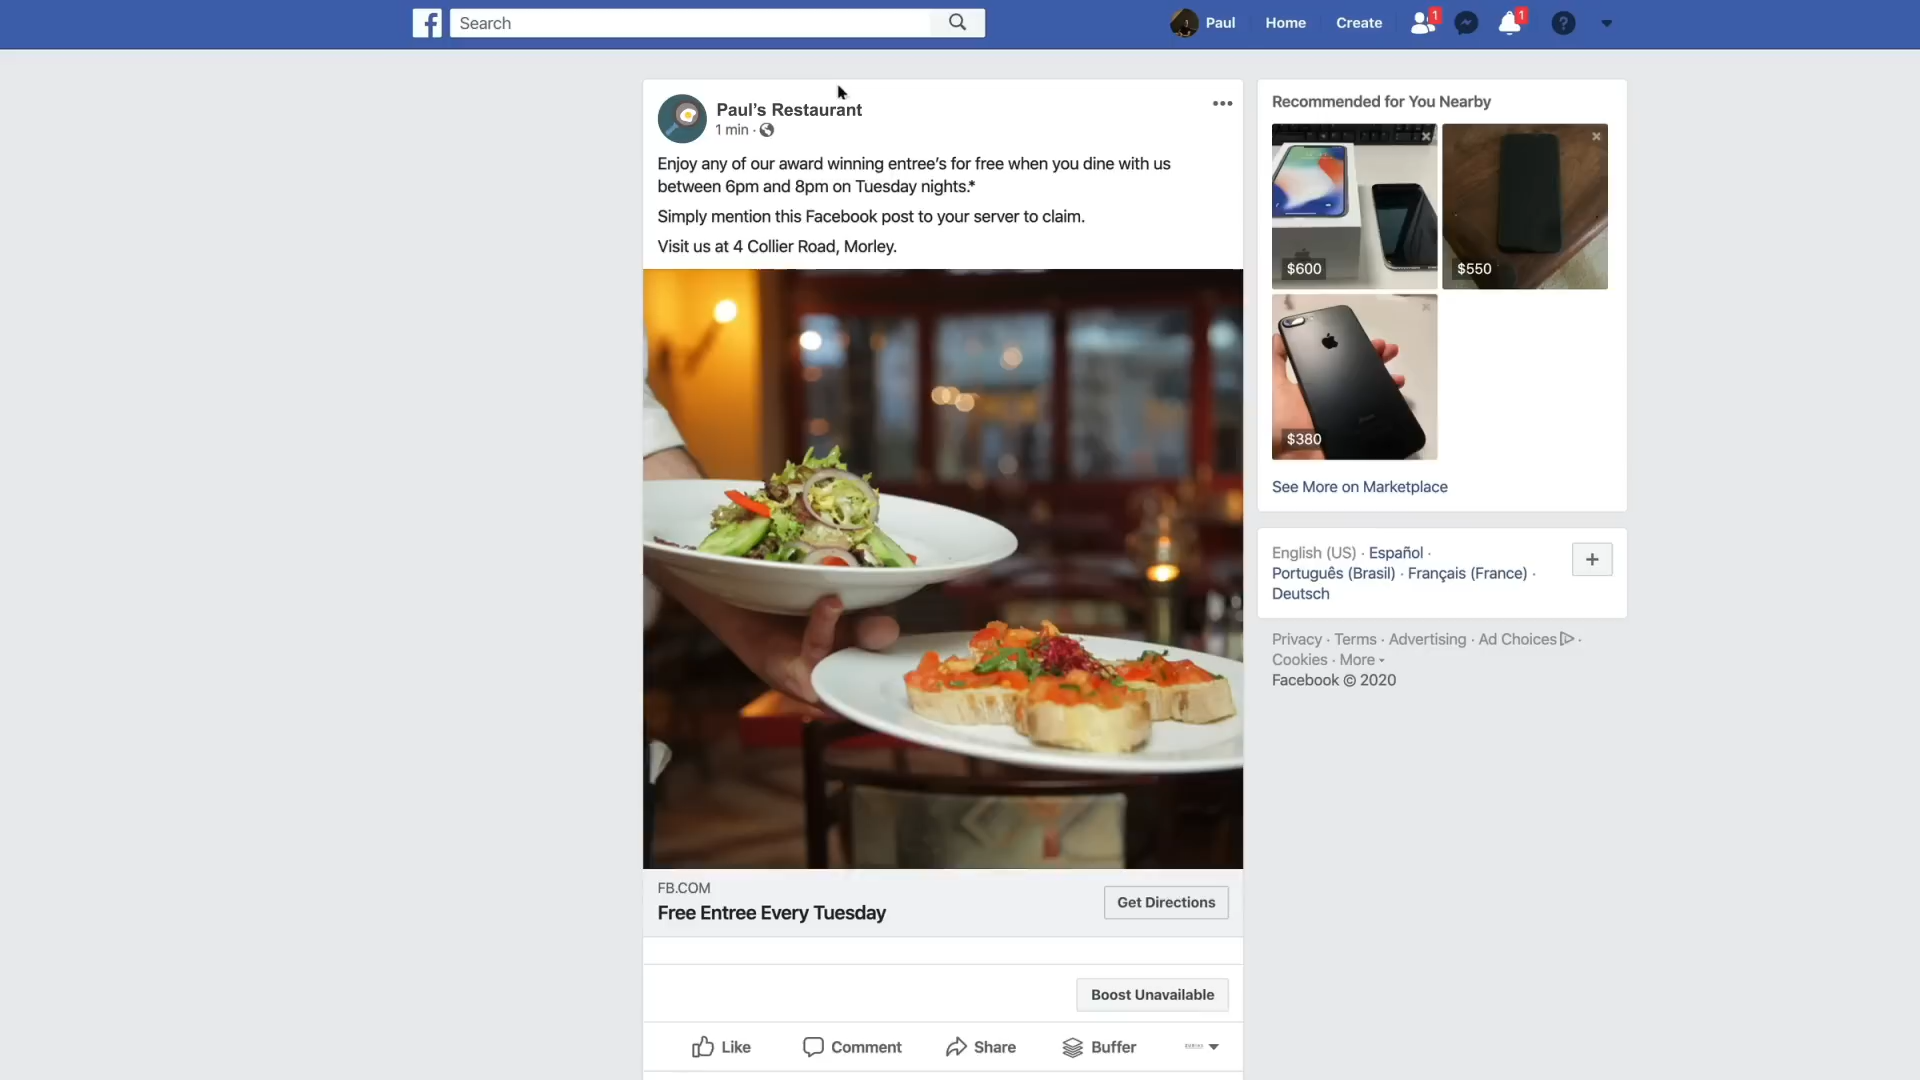 Search
Paul
Home
Create
1
1
Paul’s Restaurant
1 min ·
Enjoy any of our award winning entree’s for free when you dine with us
between 6pm and 8pm on Tuesday nights.*
Simply mention this Facebook post to your server to claim.
Visit us at 4 Collier Road, Morley.
FB.COM
Free Entree Every Tuesday
Get Directions
Boost Unavailable
Like
Comment
Share
Buffer
Recommended for You Nearby
$600
$550
$380
See More on Marketplace
English (US) · Español ·
Português (Brasil) · Français (France) ·
Deutsch
Privacy · Terms · Advertising · Ad Choices ·
Cookies · More
Facebook © 2020